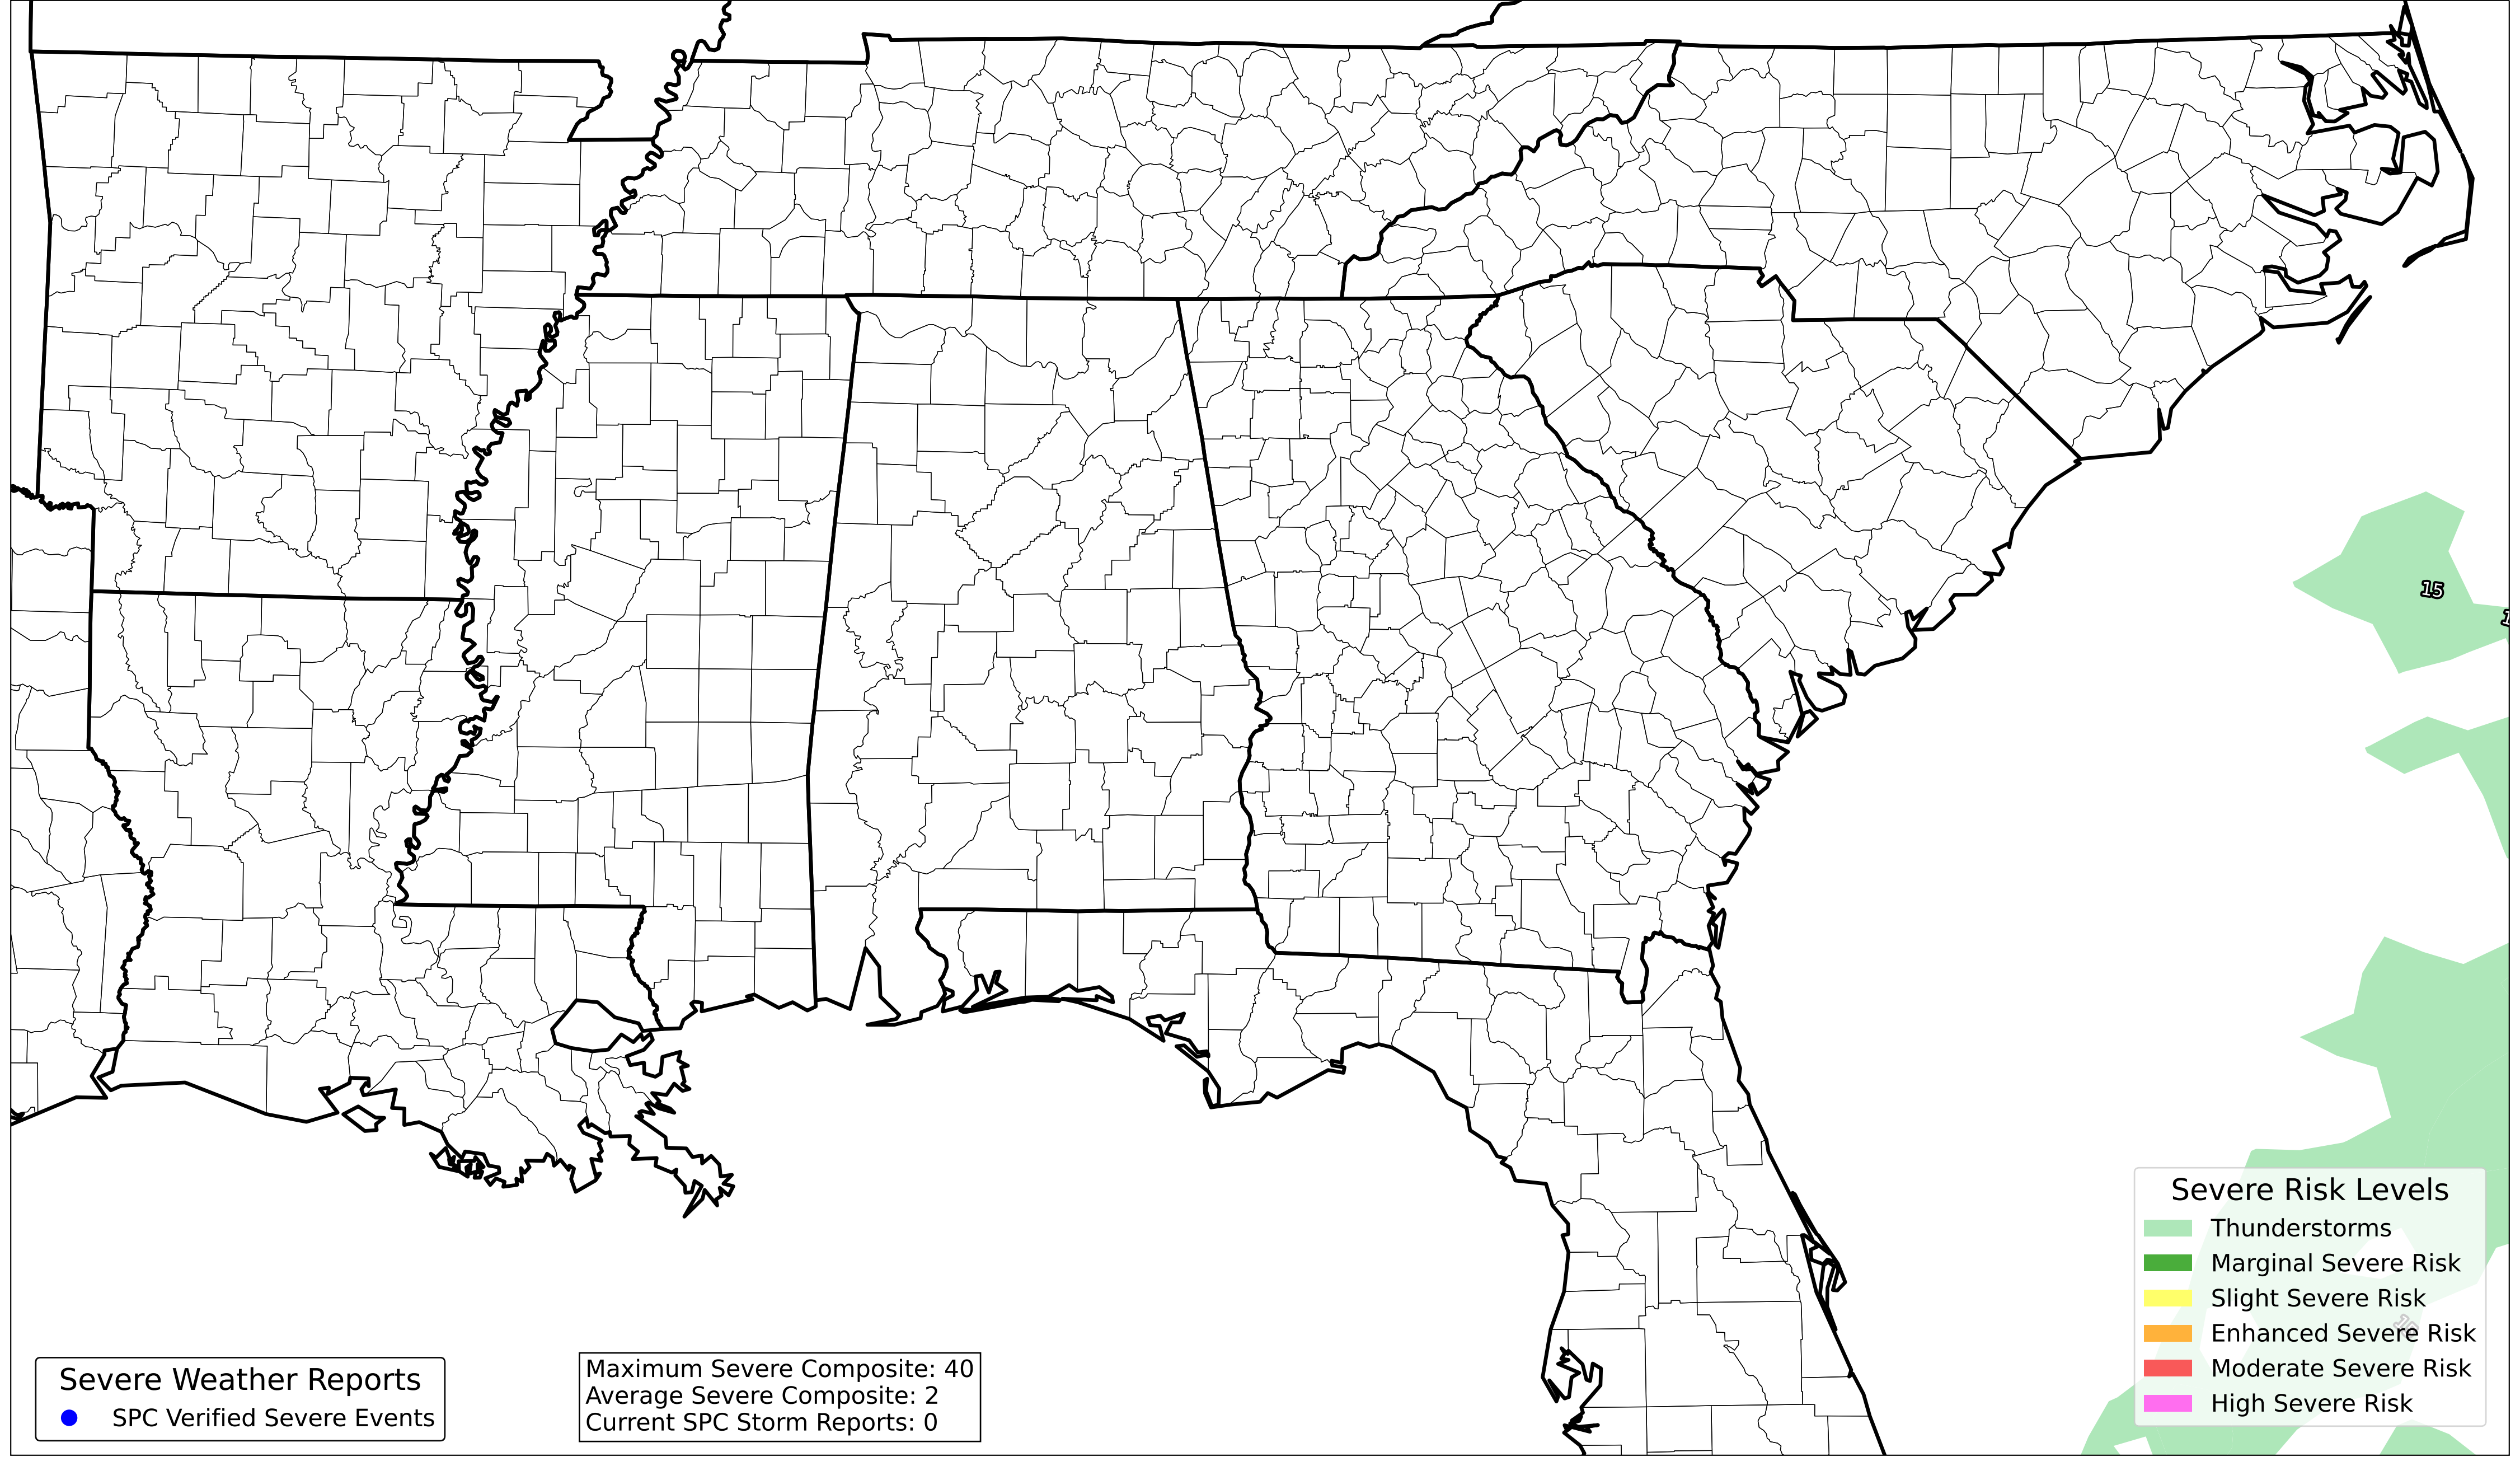 15
Severe Risk Levels
Thunderstorms
Marginal Severe Risk
Slight Severe Risk
Enhanced Severe Risk
Moderate Severe Risk
High Severe Risk
Severe Weather Reports
SPC Verified Severe Events
Maximum Severe Composite: 40
Average Severe Composite: 2
Current SPC Storm Reports: 0